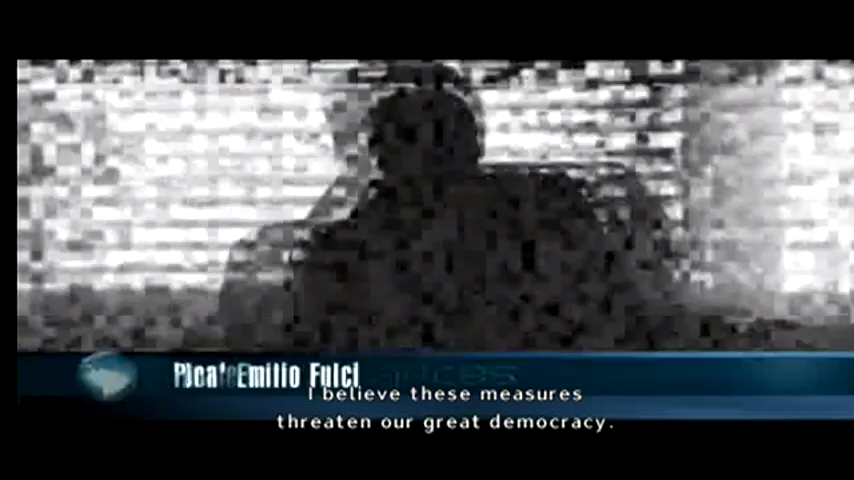 Emilio Fulci
I believe these measures
threaten our great democracy.